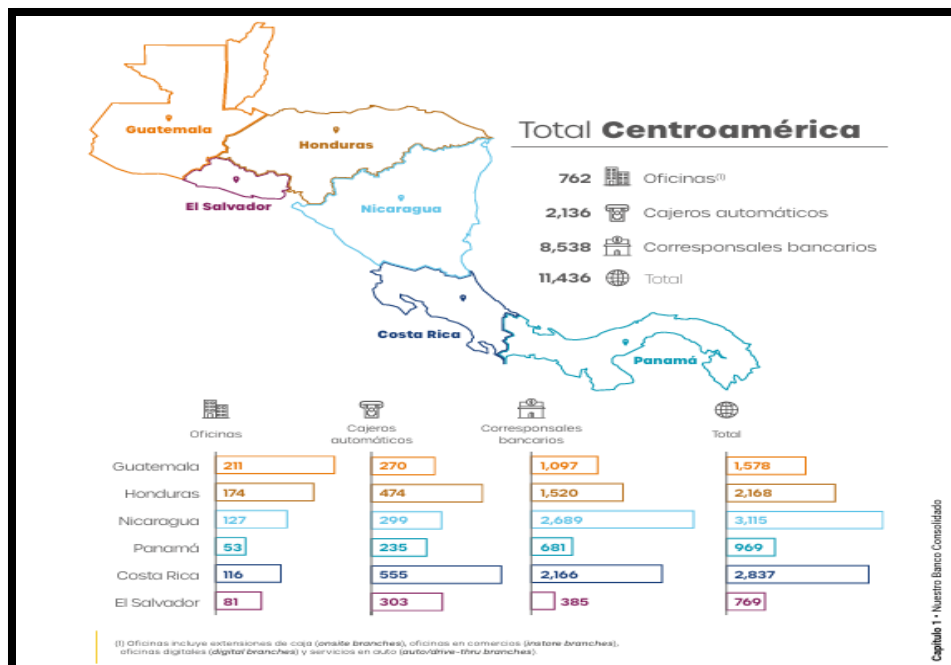 Guatemala
Honduras
El Salvador
Nicaragua
Costa Rica
Panamá
Total Centroamérica
762 Oficinas(1)
2,136 Cajeros automáticos
8,538 Corresponsales bancarios
11,436 Total
Oficinas
Cajeros
automáticos
Corresponsales
bancarios
Total
Guatemala 211 270 1,097 1,578
Honduras 174 474 1,520 2,168
Nicaragua 127 299 2,689 3,115
Panamá 53 235 681 969
Costa Rica 116 555 2,166 2,837
El Salvador 81 303 385 769
(1) Oficinas incluye extensiones de caja (onsite branches), oficinas en comercios (instore branches),
oficinas digitales (digital branches) y servicios en auto (auto/drive-thru branches).
Capítulo 1 • Nuestro Banco Consolidado